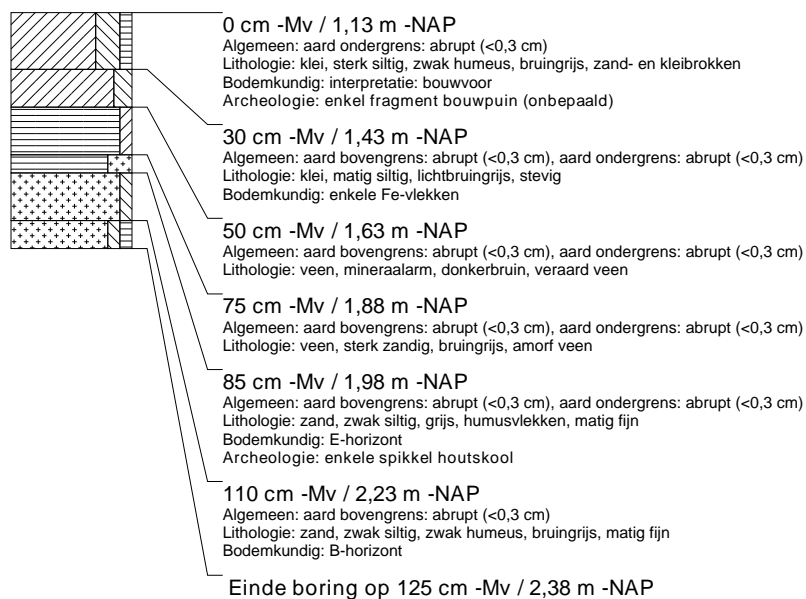 0 cm -Mv / 1,13 m -NAP
Algemeen: aard ondergrens: abrupt (<0,3 cm)
Lithologie: klei, sterk siltig, zwak humeus, bruingrijs, zand- en kleibrokken
Bodemkundig: interpretatie: bouwvoor
Archeologie: enkel fragment bouwpuin (onbepaald)
30 cm -Mv / 1,43 m -NAP
Algemeen: aard bovengrens: abrupt (<0,3 cm), aard ondergrens: abrupt (<0,3 cm)
Lithologie: klei, matig siltig, lichtbruingrijs, stevig
Bodemkundig: enkele Fe-vlekken
50 cm -Mv / 1,63 m -NAP
Algemeen: aard bovengrens: abrupt (<0,3 cm), aard ondergrens: abrupt (<0,3 cm)
Lithologie: veen, mineraalarm, donkerbruin, veraard veen
75 cm -Mv / 1,88 m -NAP
Algemeen: aard bovengrens: abrupt (<0,3 cm), aard ondergrens: abrupt (<0,3 cm)
Lithologie: veen, sterk zandig, bruingrijs, amorf veen
85 cm -Mv / 1,98 m -NAP
Algemeen: aard bovengrens: abrupt (<0,3 cm), aard ondergrens: abrupt (<0,3 cm)
Lithologie: zand, zwak siltig, grijs, humusvlekken, matig fijn
Bodemkundig: E-horizont
Archeologie: enkele spikkel houtskool
110 cm -Mv / 2,23 m -NAP
Algemeen: aard bovengrens: abrupt (<0,3 cm)
Lithologie: zand, zwak siltig, zwak humeus, bruingrijs, matig fijn
Bodemkundig: B-horizont
Einde boring op 125 cm -Mv / 2,38 m -NAP